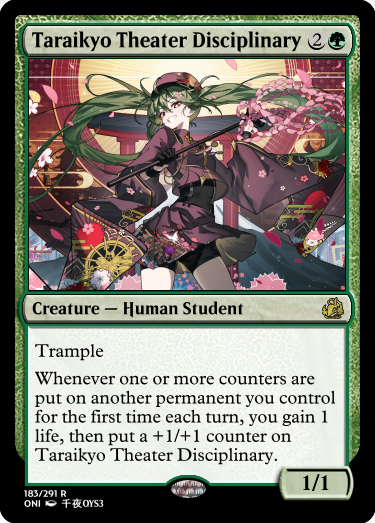 Taraikyo Theater Disciplinary 2
Creature — Human Student
Trample
Whenever one or more counters are
put on another permanent you control
for the first time each turn, you gain 1
life, then put a +1/+1 counter on
Taraikyo Theater Disciplinary.
1/1
183/291 R
ONI 千夜QYS3